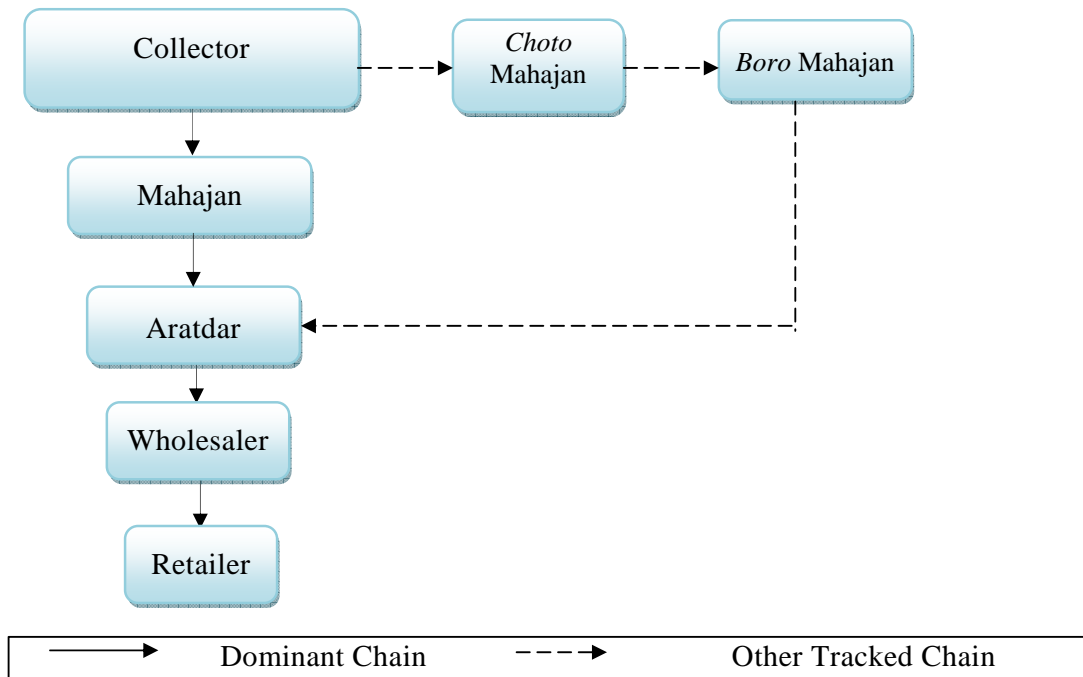 Collector
Choto
Mahajan
Boro Mahajan
Mahajan
Aratdar
Wholesaler
Retailer
Dominant Chain
Other Tracked Chain